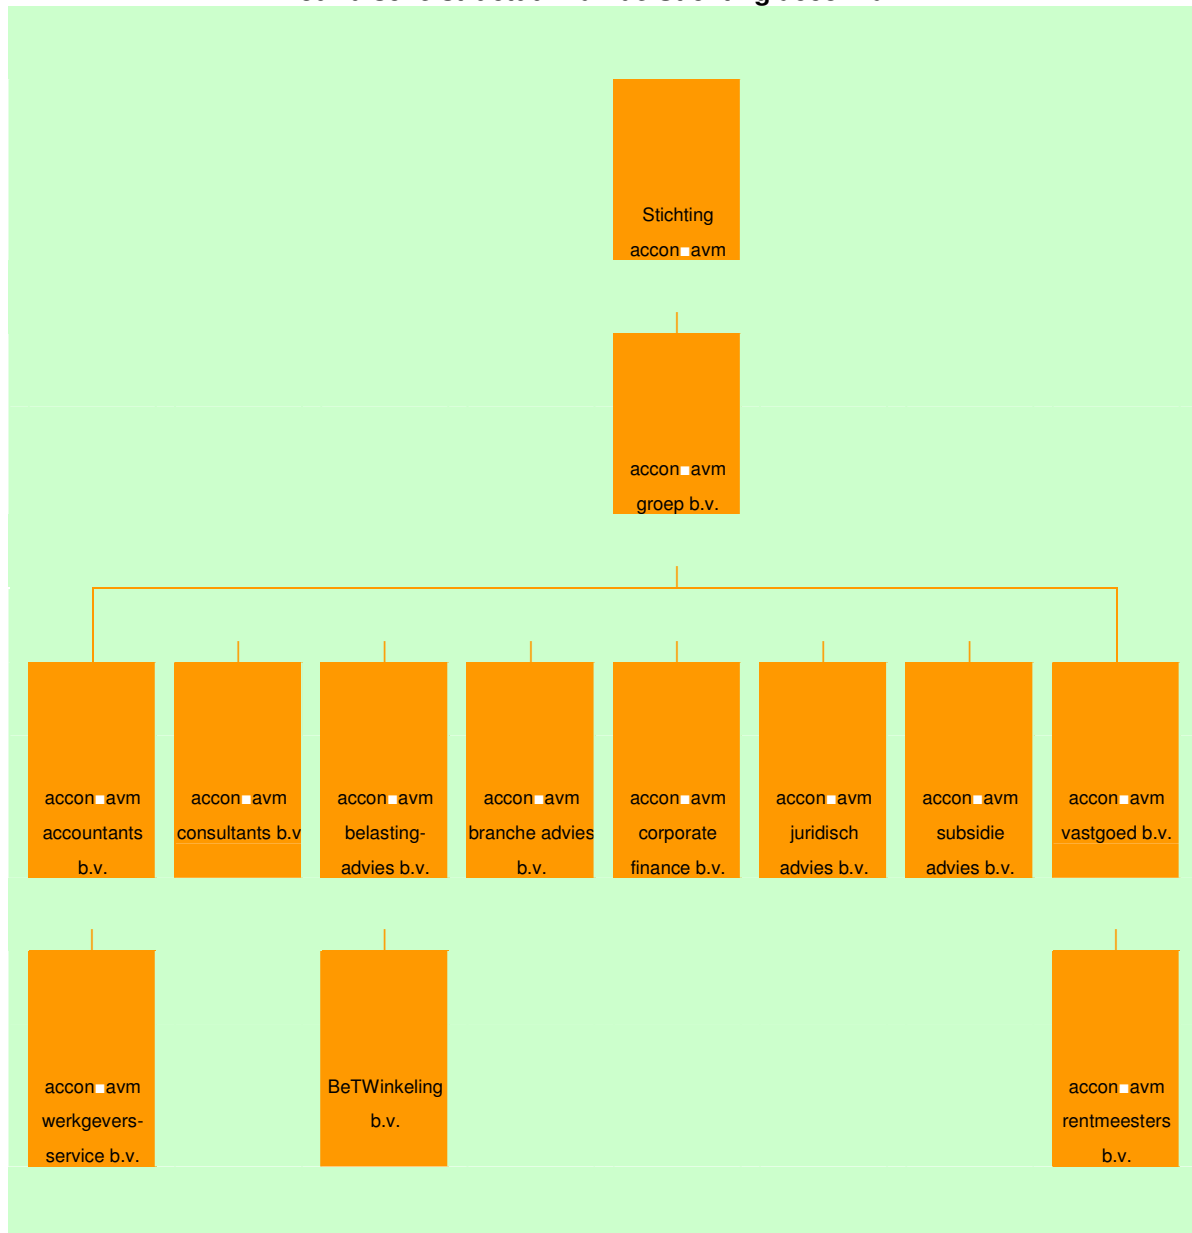 Stichting
accon■avm
accon■avm
groep b.v.
accon■avm
accountants
b.v.
accon■avm
consultants b.v
accon■avm
belasting-
advies b.v.
accon■avm
branche advies
b.v.
accon■avm
corporate
finance b.v.
accon■avm
juridisch
advies b.v.
accon■avm
subsidie
advies b.v.
accon■avm
vastgoed b.v.
accon■avm
werkgevers-
service b.v.
BeTWinkeling
b.v.
accon■avm
rentmeesters
b.v.